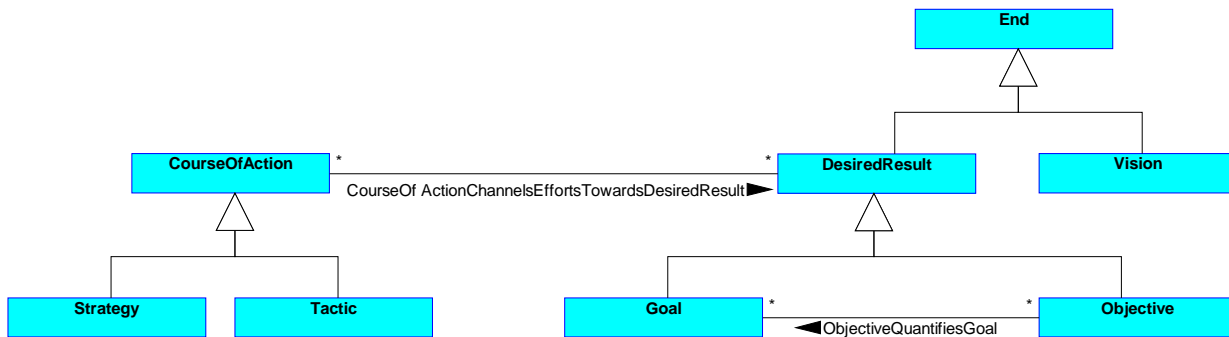 End
CourseOfAction
*
*
DesiredResult
Vision
CourseOf ActionChannelsEffortsTowardsDesiredResult
Strategy
Tactic
Goal
*
*
Objective
ObjectiveQuantifiesGoal